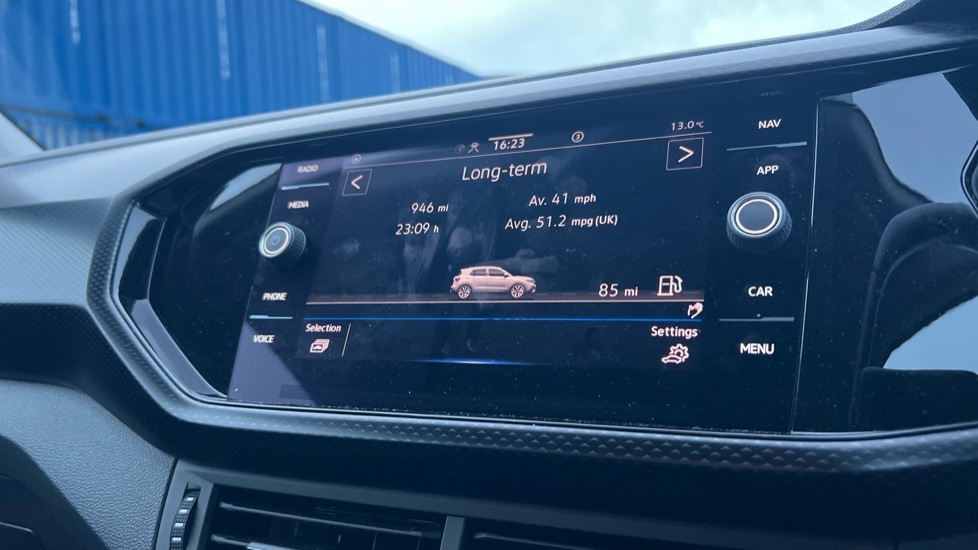 RADIO
MEDIA
PHONE
VOICE
16:23
3
13.0°C
<
Long-term
>
946 mi
Av. 41 mph
23:09 h
Avg. 51.2 mpg (UK)
85 mi
Selection
Settings
NAV
APP
CAR
MENU